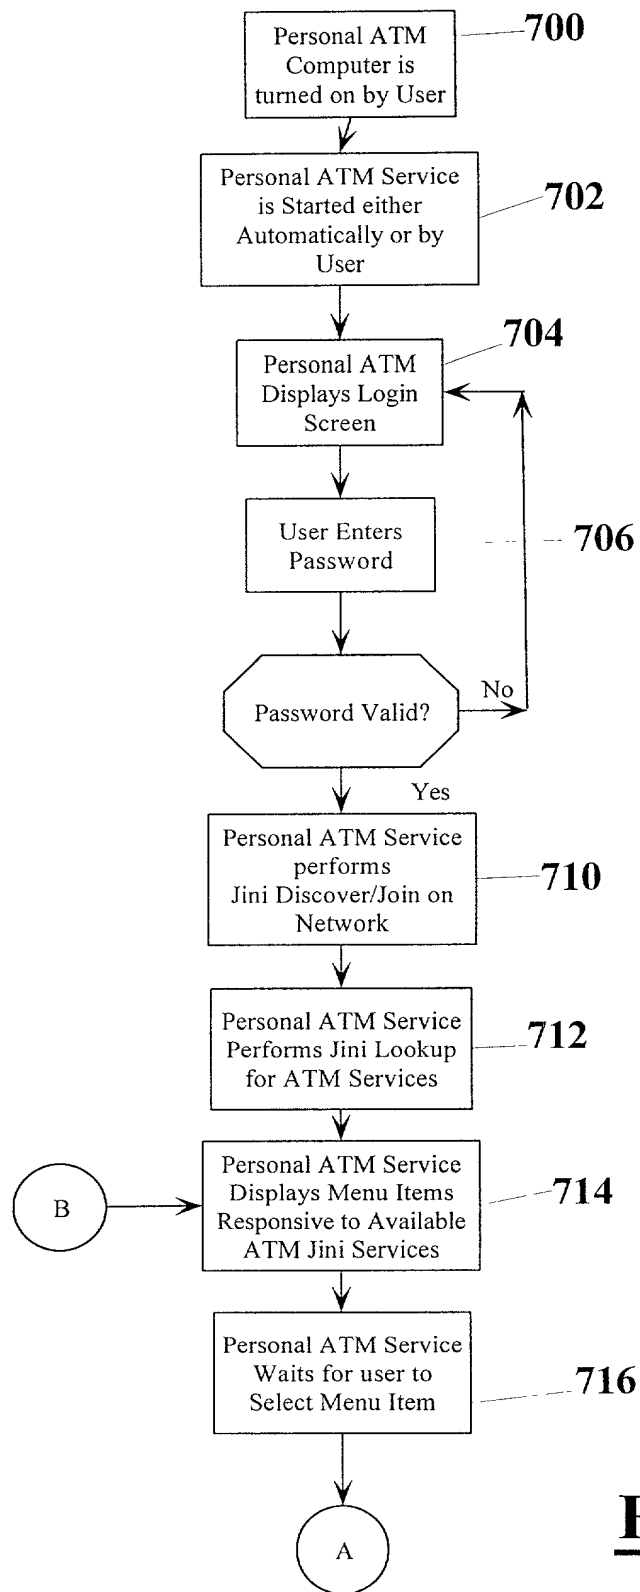 Personal ATM
Computer is
turned on by User
700
Personal ATM Service
is Started either
Automatically or by
User
702
Personal ATM
Displays Login
Screen
704
User Enters
Password
706
Password Valid?
No
Yes
Personal ATM Service
performs
Jini Discover/Join on
Network
710
Personal ATM Service
Performs Jini Lookup
for ATM Services
712
B
Personal ATM Service
Displays Menu Items
Responsive to Available
ATM Jini Services
714
Personal ATM Service
Waits for user to
Select Menu Item
716
A